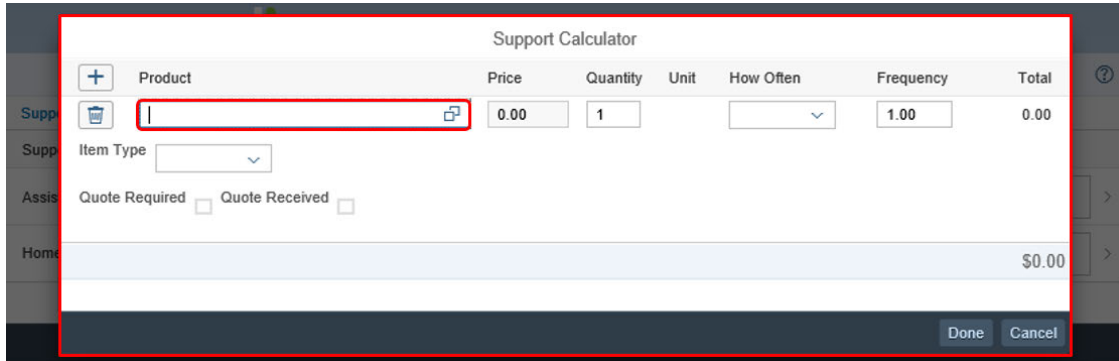 Support Calculator
Product Price Quantity Unit How Often Frequency Total
0.00 1 1.00 0.00
Item Type
Quote Required Quote Received
$0.00
Done Cancel
Supp
Supp
Assis
Home